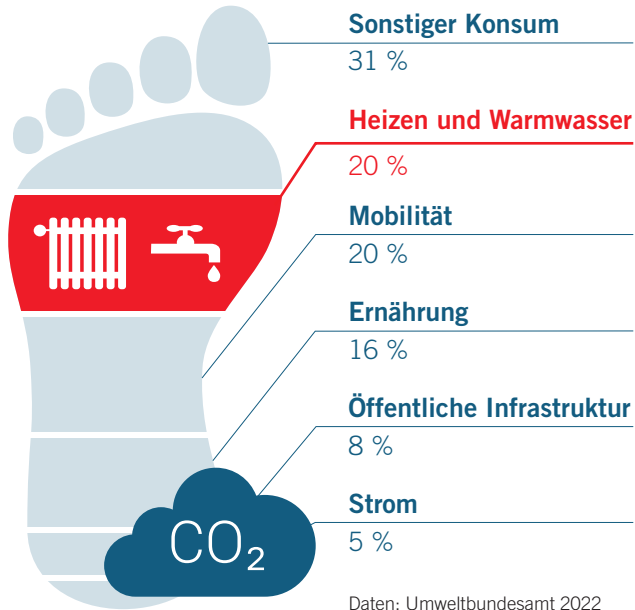 Sonstiger Konsum
31 %
Heizen und Warmwasser
20 %
Mobilität
20 %
Ernährung
16 %
Öffentliche Infrastruktur
8 %
Strom
5 %
CO₂
Daten: Umweltbundesamt 2022